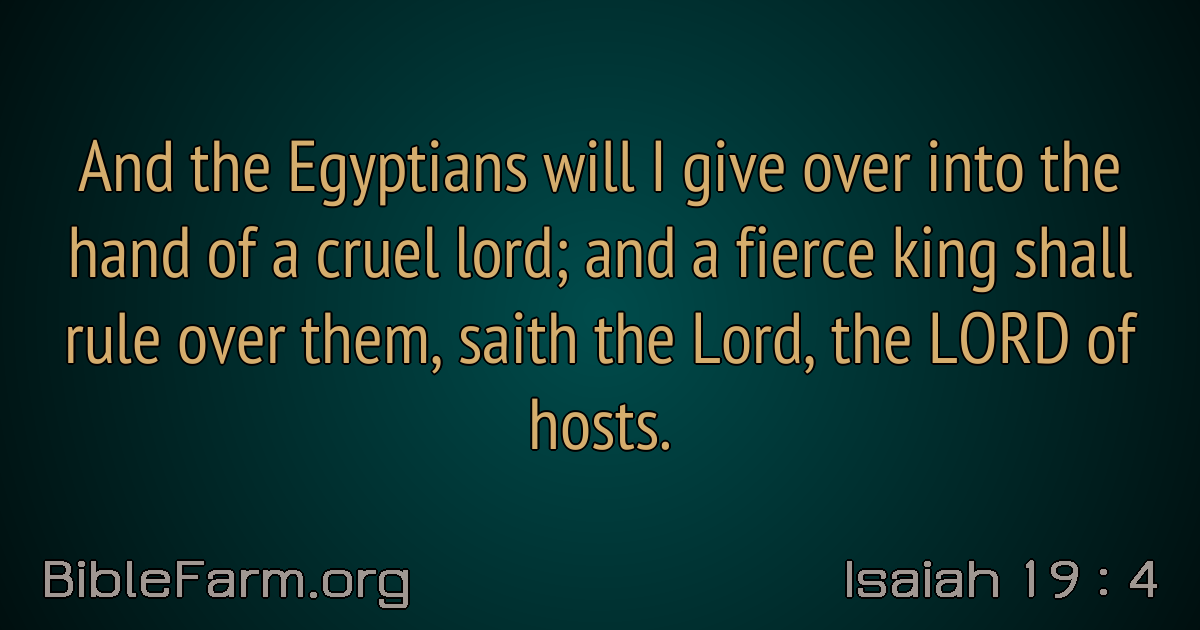 And the Egyptians will I give over into the
hand of a cruel lord; and a fierce king shall
rule over them, saith the Lord, the LORD of
hosts.
BibleFarm.org
Isaiah 19 : 4